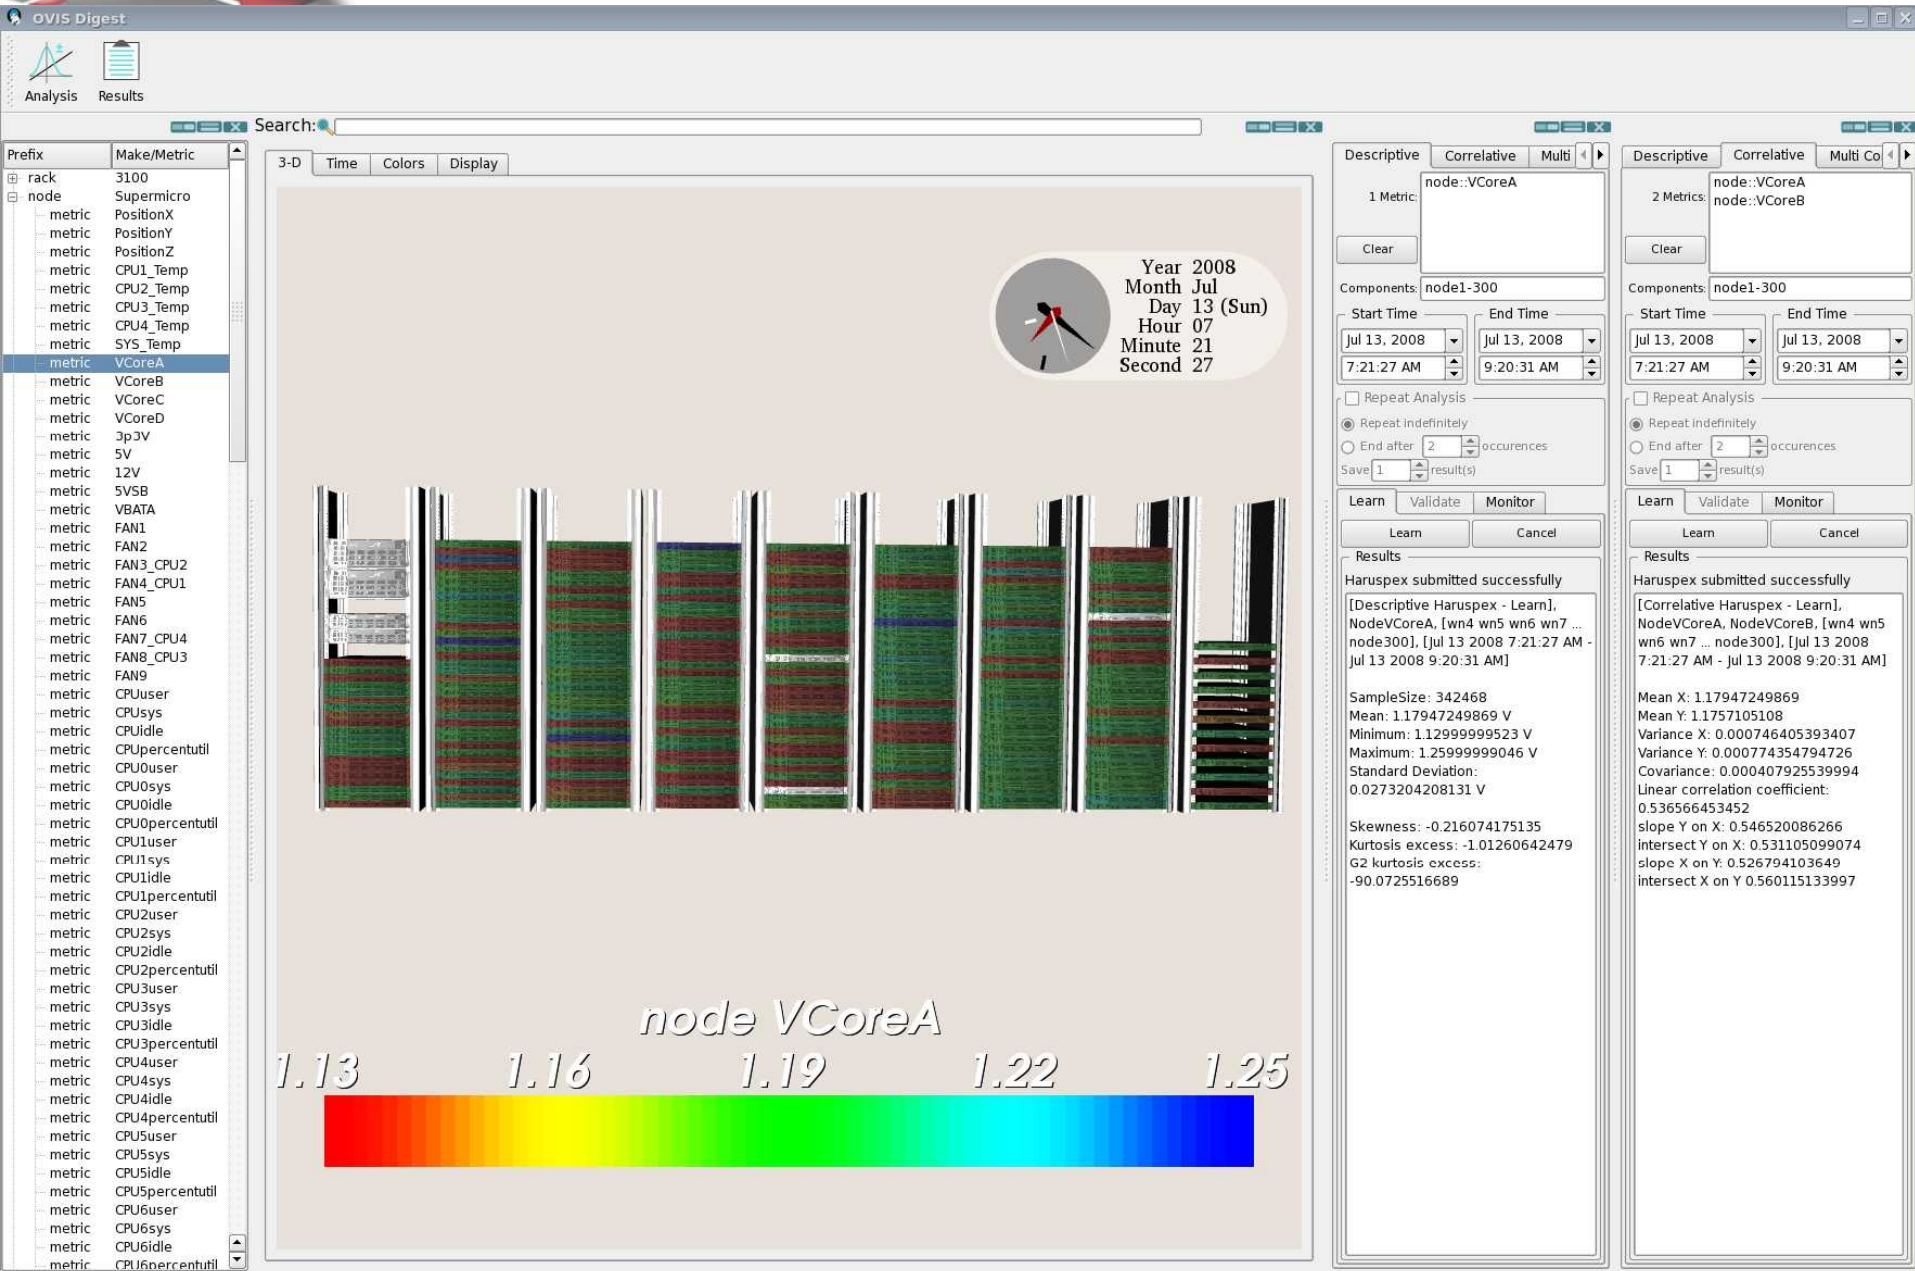 OVIS Digest
Analysis
Results
Search:
Prefix Make/Metric
rack 3100
node Supermicro
metric PositionX
metric PositionY
metric PositionZ
metric CPU1_Temp
metric CPU2_Temp
metric CPU3_Temp
metric CPU4_Temp
metric SYS_Temp
metric VCoreA
metric VCoreB
metric VCoreC
metric VCoreD
metric 3p3V
metric 5V
metric 12V
metric 5VSB
metric VBATA
metric FAN1
metric FAN2
metric FAN3_CPU2
metric FAN4_CPU1
metric FAN5
metric FAN6
metric FAN7_CPU4
metric FAN8_CPU3
metric FAN9
metric CPUuser
metric CPUsys
metric CPUidle
metric CPUpercentutil
metric CPU0user
metric CPU0sys
metric CPU0idle
metric CPU0percentutil
metric CPU1user
metric CPU1sys
metric CPU1idle
metric CPU1percentutil
metric CPU2user
metric CPU2sys
metric CPU2idle
metric CPU2percentutil
metric CPU3user
metric CPU3sys
metric CPU3idle
metric CPU3percentutil
metric CPU4user
metric CPU4sys
metric CPU4idle
metric CPU4percentutil
metric CPU5user
metric CPU5sys
metric CPU5idle
metric CPU5percentutil
metric CPU6user
metric CPU6sys
metric CPU6idle
metric CPU6percentutil
3-D Time Colors Display
Year 2008
Month Jul
Day 13 (Sun)
Hour 07
Minute 21
Second 27
node VCoreA
1.13 1.16 1.19 1.22 1.25
Descriptive Correlative Multi
1 Metric: node::VCoreA
Clear
Components: node1-300
Start Time End Time
Jul 13, 2008 Jul 13, 2008
7:21:27 AM 9:20:31 AM
Repeat Analysis
Repeat indefinitely
End after 2 occurences
Save 1 result(s)
Learn Validate Monitor
Learn Cancel
Results
Haruspex submitted successfully
[Descriptive Haruspex - Learn],
NodeVCoreA, [wn4 wn5 wn6 wn7 ...
node300], [Jul 13 2008 7:21:27 AM -
Jul 13 2008 9:20:31 AM]
SampleSize: 342468
Mean: 1.17947249869 V
Minimum: 1.12999999523 V
Maximum: 1.25999999046 V
Standard Deviation:
0.0273204208131 V
Skewness: -0.216074175135
Kurtosis excess: -1.01260642479
G2 kurtosis excess:
-90.0725516689
Descriptive Correlative Multi Co
2 Metrics: node::VCoreA
node::VCoreB
Clear
Components: node1-300
Start Time End Time
Jul 13, 2008 Jul 13, 2008
7:21:27 AM 9:20:31 AM
Repeat Analysis
Repeat indefinitely
End after 2 occurences
Save 1 result(s)
Learn Validate Monitor
Learn Cancel
Results
Haruspex submitted successfully
[Correlative Haruspex - Learn],
NodeVCoreA, NodeVCoreB, [wn4 wn5
wn6 wn7 ... node300], [Jul 13 2008
7:21:27 AM - Jul 13 2008 9:20:31 AM]
Mean X: 1.17947249869
Mean Y: 1.1757105108
Variance X: 0.000746405393407
Variance Y: 0.000774354794726
Covariance: 0.000407925539994
Linear correlation coefficient:
0.536566453452
slope Y on X: 0.546520086266
intersect Y on X: 0.531105099074
slope X on Y: 0.526794103649
intersect X on Y 0.560115133997